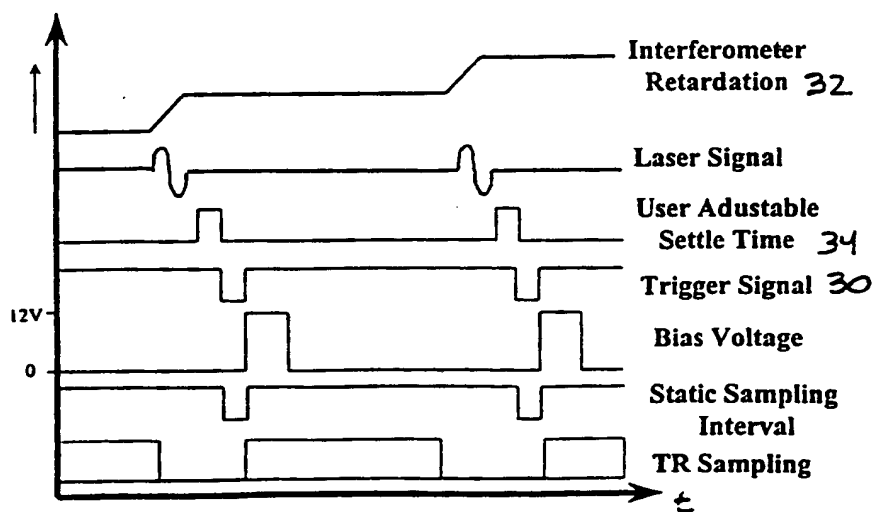 Interferometer
Retardation 32
Laser Signal
User Adustable
Settle Time 34
Trigger Signal 30
12V
Bias Voltage
0
Static Sampling
Interval
TR Sampling
t